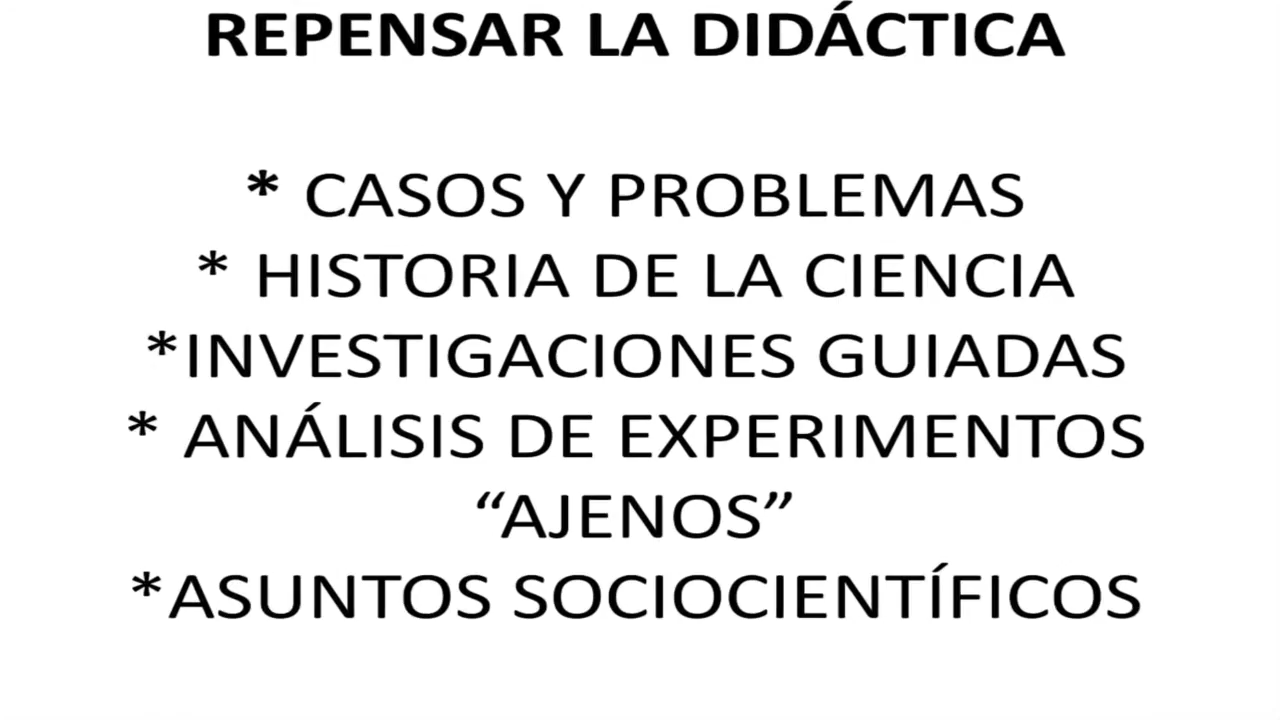 REPENSAR LA DIDÁCTICA
* CASOS Y PROBLEMAS
* HISTORIA DE LA CIENCIA
*INVESTIGACIONES GUIADAS
* ANÁLISIS DE EXPERIMENTOS
“AJENOS”
*ASUNTOS SOCIOCIENTÍFICOS